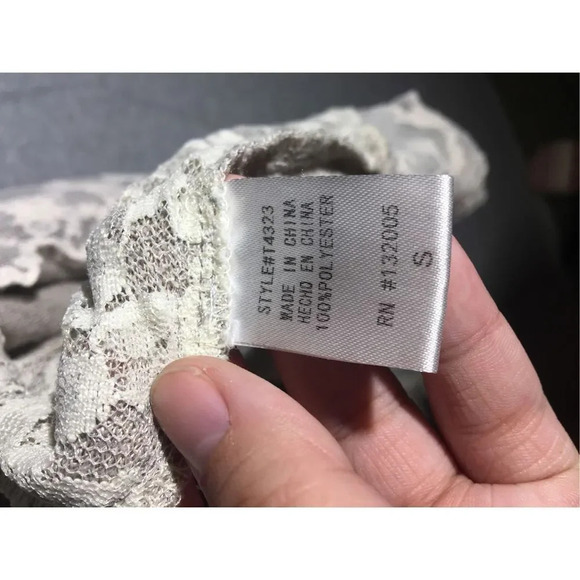 STYLE#T4323
MADE IN CHINA
HECHO EN CHINA
100%POLYESTER
RN #132005
S